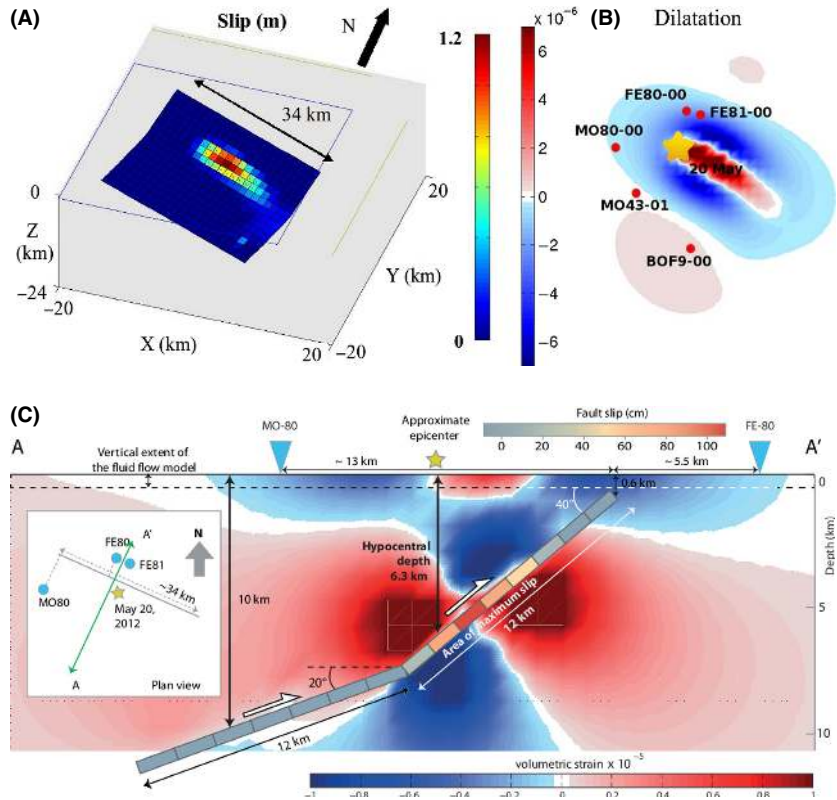 (A)
Slip (m)
N
34 km
0
Z
(km)
−24
−20
X (km)
20
−20
Y (km)
20
1.2
0
x 10⁻⁶
6
4
2
0
−2
−4
−6
(B)
Dilatation
FE80-00
FE81-00
MO80-00
20 May
MO43-01
BOF9-00
(C)
A
MO-80
Approximate
epicenter
Fault slip (cm)
0 20 40 60 80 100
FE-80
A'
Vertical extent of
the fluid flow model
~ 13 km
~ 5.5 km
0.6 km
40°
Hypocentral
depth
6.3 km
10 km
Area of maximum slip
12 km
20°
12 km
0
5
10
Depth (km)
A'
N
FE80
FE81
~34 km
MO80
May 20,
2012
A
Plan view
volumetric strain x 10⁻⁵
−1 −0.8 −0.6 −0.4 −0.2 0 0.2 0.4 0.6 0.8 1